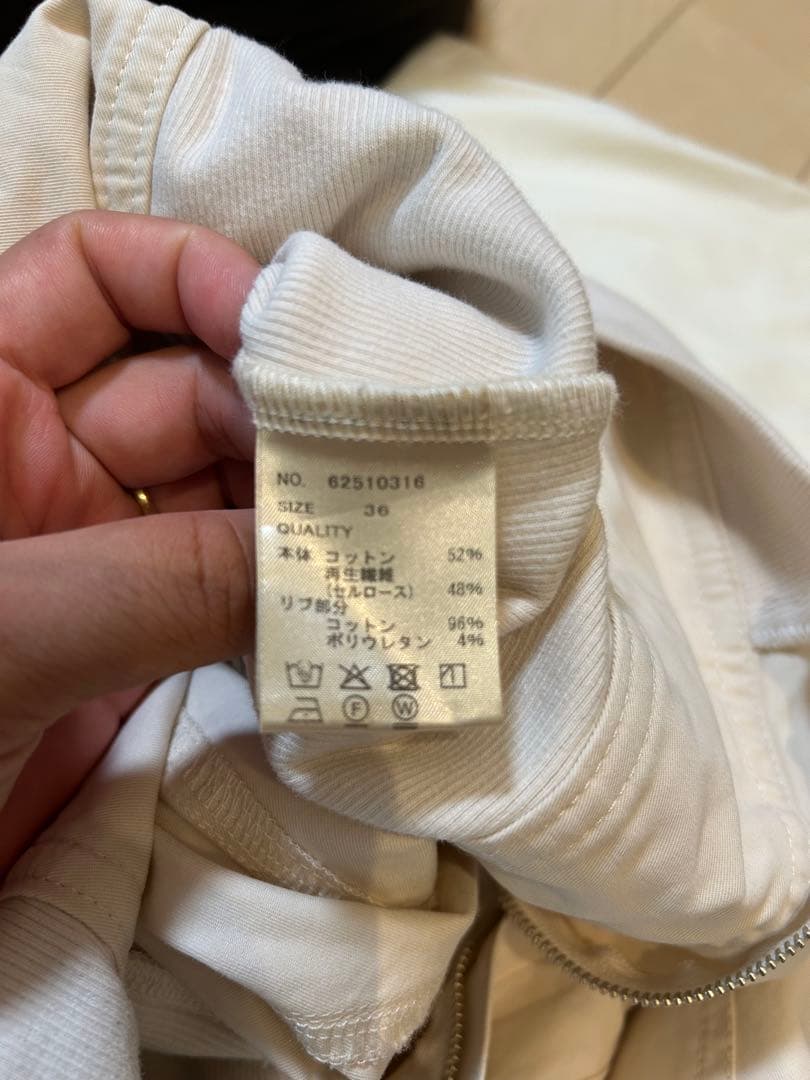 NO. 62510316
SIZE 36
QUALITY
本体 コットン 52%
再生繊維
(セルロース) 48%
リブ部分
コットン 96%
ポリウレタン 4%
F W